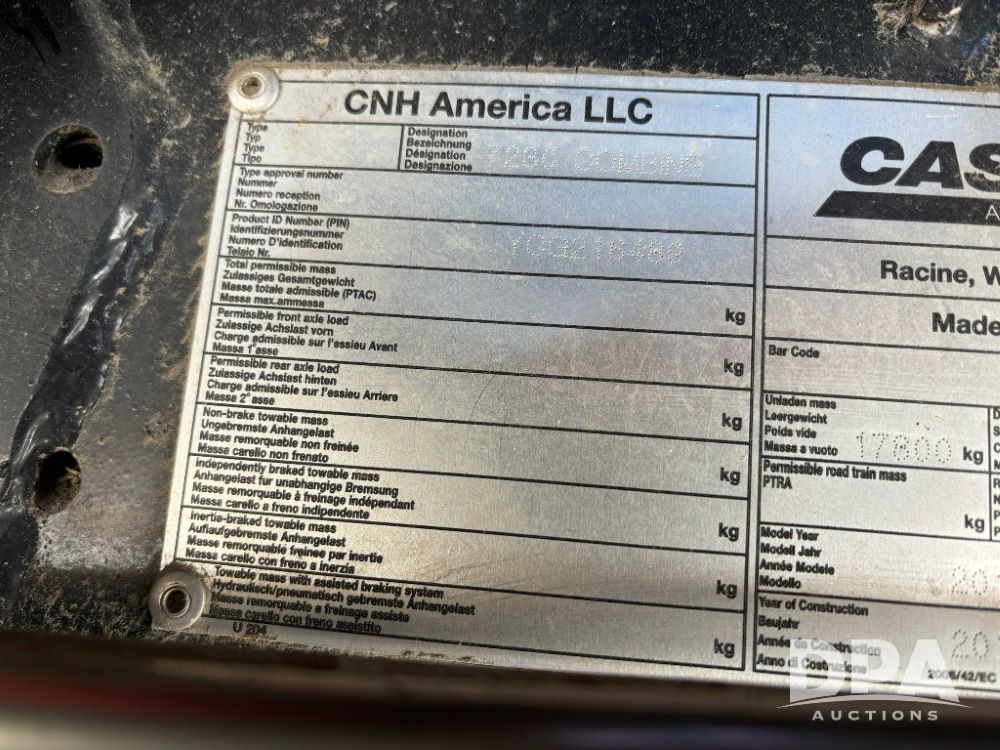 CNH America LLC
Type
Typ
Type
Tipo
Designation
Bezeichnung
Désignation
Designazione
COMBINE
Type approval number
Nummer
Numero reception
Nr. Omologazione
Product ID Number (PIN)
Identifizierungsnummer
Numero D'identification
Telaio Nr.
Total permissible mass
Zulassiges Gesamtgewicht
Masse totale admissible (PTAC)
Massa max.ammessa
kg
Permissible front axle load
Zulassige Achslast vorn
Charge admissible sur l'essieu Avant
Massa 1° asse
kg
Permissible rear axle load
Zulassige Achslast hinten
Charge admissible sur l'essieu Arriere
Massa 2° asse
kg
Non-brake towable mass
Ungebremste Anhangelast
Masse remorquable non freinée
Massa carello non frenato
kg
Independently braked towable mass
Anhangelast fur unabhangige Bremsung
Masse remorquable à freinage indépendant
Massa carello a freno indipendente
kg
Inertia-braked towable mass
Auflaufgebremste Anhangelast
Masse remorquable freinee par inertie
Massa carello con freno a inerzia
kg
Towable mass with assisted braking system
Hydraulisch/pneumatisch gebremste Anhangelast
Masse remorquable a freinage assiste
Massa carello con freno assistito
kg
U 204
CAS
A
Racine, W
Made
Bar Code
Unladen mass
Leergewicht
Poids vide
Massa a vuoto
17800 kg
Permissible road train mass
PTRA
kg
Model Year
Modell Jahr
Année Modele
Modello
20
Year of Construction
Baujahr
Année de Construction
Anno di Costruzione
20
2006/42/EC
DPA
AUCTIONS